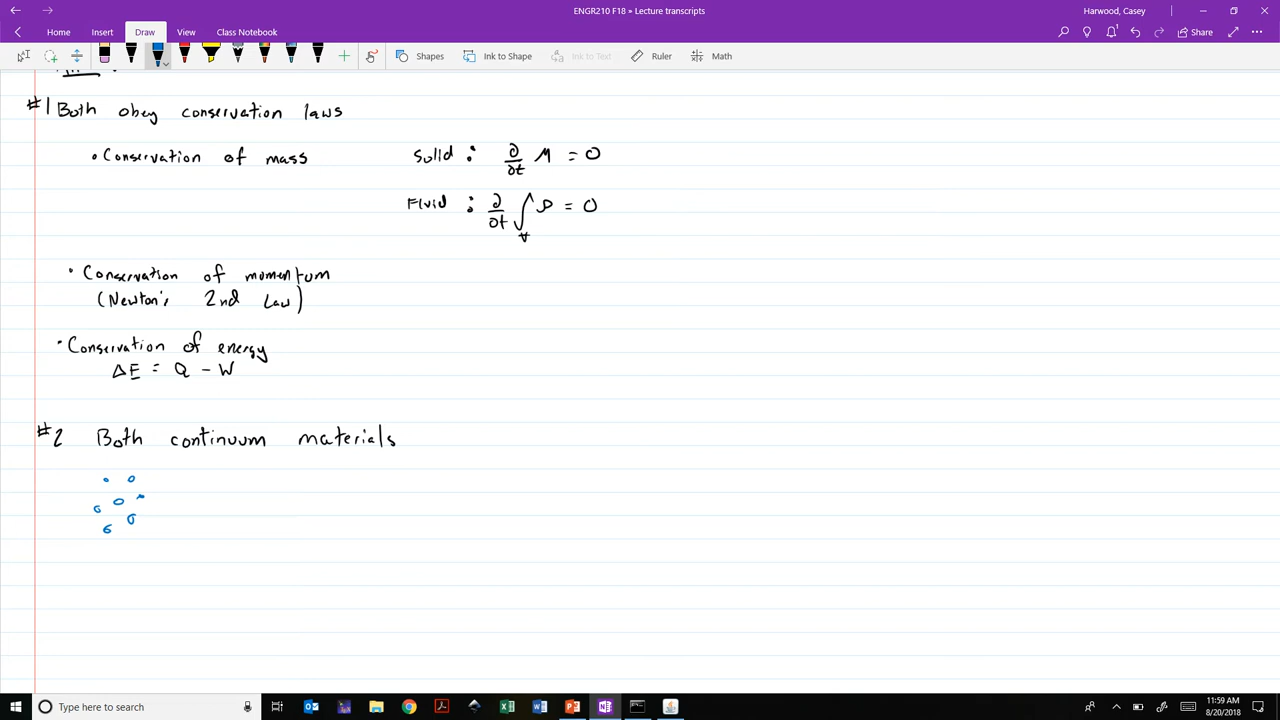 ENGR210 F18 » Lecture transcripts
Harwood, Casey
Home Insert Draw View Class Notebook
Share
Shapes Ink to Shape Ink to Text Ruler Math
#1 Both obey conservation laws
• Conservation of mass
Solid : ∂/∂t M = 0
Fluid : ∂/∂t ∫_V ρ = 0
• Conservation of momentum
(Newton's 2nd Law)
• Conservation of energy
ΔE = Q - W
#2 Both continuum materials
Type here to search
11:59 AM
8/20/2018